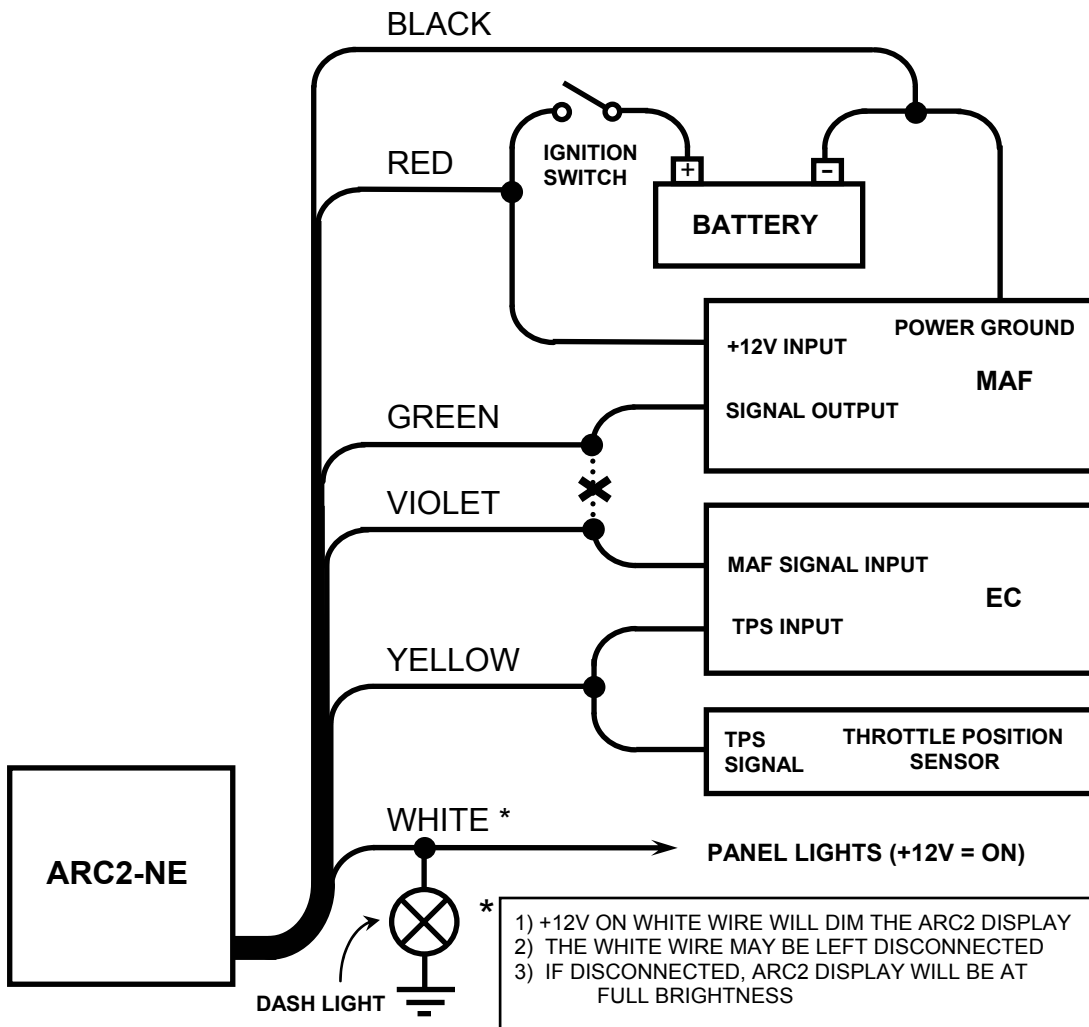 BLACK
IGNITION
SWITCH
RED
+
–
BATTERY
POWER GROUND
+12V INPUT
MAF
SIGNAL OUTPUT
GREEN
VIOLET
MAF SIGNAL INPUT
EC
TPS INPUT
YELLOW
TPS
SIGNAL
THROTTLE POSITION
SENSOR
WHITE *
PANEL LIGHTS (+12V = ON)
ARC2-NE
DASH LIGHT
*
1) +12V ON WHITE WIRE WILL DIM THE ARC2 DISPLAY
2) THE WHITE WIRE MAY BE LEFT DISCONNECTED
3) IF DISCONNECTED, ARC2 DISPLAY WILL BE AT
FULL BRIGHTNESS